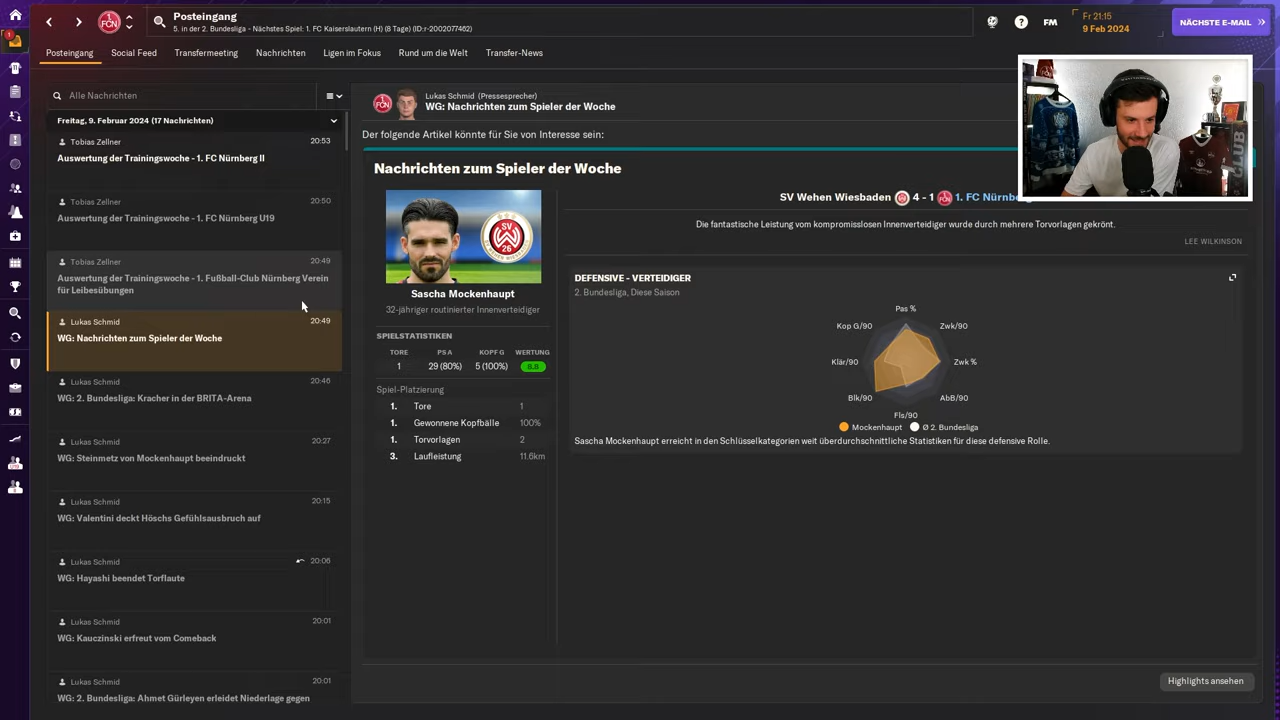 Posteingang
5. in der 2. Bundesliga - Nächstes Spiel: 1. FC Kaiserslautern (H) (8 Tage) (ID:r-2002077462)
FM
Fr 21:15
9 Feb 2024
NÄCHSTE E-MAIL
1
Posteingang
Social Feed
Transfermeeting
Nachrichten
Ligen im Fokus
Rund um die Welt
Transfer-News
Alle Nachrichten
Freitag, 9. Februar 2024 (17 Nachrichten)
Tobias Zellner
20:53
Auswertung der Trainingswoche - 1. FC Nürnberg II
Tobias Zellner
20:50
Auswertung der Trainingswoche - 1. FC Nürnberg U19
Tobias Zellner
20:49
Auswertung der Trainingswoche - 1. Fußball-Club Nürnberg Verein
für Leibesübungen
Lukas Schmid
20:49
WG: Nachrichten zum Spieler der Woche
Lukas Schmid
20:46
WG: 2. Bundesliga: Kracher in der BRITA-Arena
Lukas Schmid
20:27
WG: Steinmetz von Mockenhaupt beeindruckt
Lukas Schmid
20:15
WG: Valentini deckt Höschs Gefühlsausbruch auf
Lukas Schmid
20:06
WG: Hayashi beendet Torflaute
Lukas Schmid
20:01
WG: Kauczinski erfreut vom Comeback
Lukas Schmid
20:01
WG: 2. Bundesliga: Ahmet Gürleyen erleidet Niederlage gegen
Lukas Schmid (Pressesprecher)
WG: Nachrichten zum Spieler der Woche
Der folgende Artikel könnte für Sie von Interesse sein:
Nachrichten zum Spieler der Woche
Sascha Mockenhaupt
32-jähriger routinierter Innenverteidiger
SPIELSTATISTIKEN
TORE PS A KOPF G WERTUNG
1 29 (80%) 5 (100%) 8.8
Spiel-Platzierung
1. Tore 1
1. Gewonnene Kopfbälle 100%
1. Torvorlagen 2
3. Laufleistung 11.6km
SV Wehen Wiesbaden 4 - 1 1. FC Nürnbe
Die fantastische Leistung vom kompromisslosen Innenverteidiger wurde durch mehrere Torvorlagen gekrönt.
LEE WILKINSON
DEFENSIVE - VERTEIDIGER
2. Bundesliga, Diese Saison
Pas %
Kop G/90
Zwk/90
Klär/90
Zwk %
Blk/90
AbB/90
Fls/90
Mockenhaupt
Ø 2. Bundesliga
Sascha Mockenhaupt erreicht in den Schlüsselkategorien weit überdurchschnittliche Statistiken für diese defensive Rolle.
Highlights ansehen